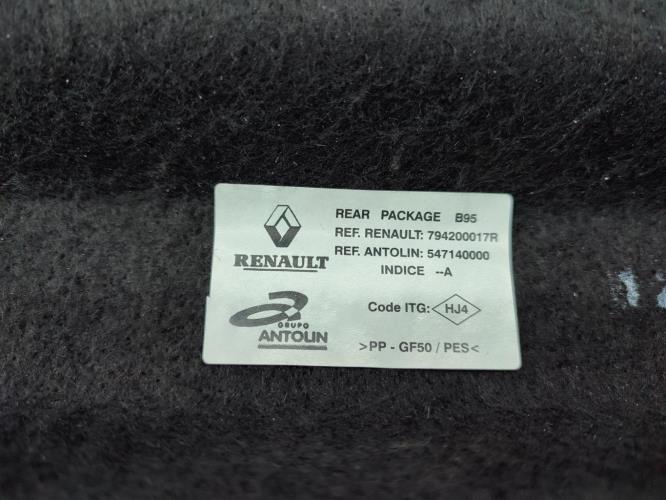 REAR PACKAGE B95
REF. RENAULT: 794200017R
REF. ANTOLIN: 547140000
INDICE --A
RENAULT
Code ITG: HJ4
GRUPO
ANTOLIN
>PP - GF50 / PES<